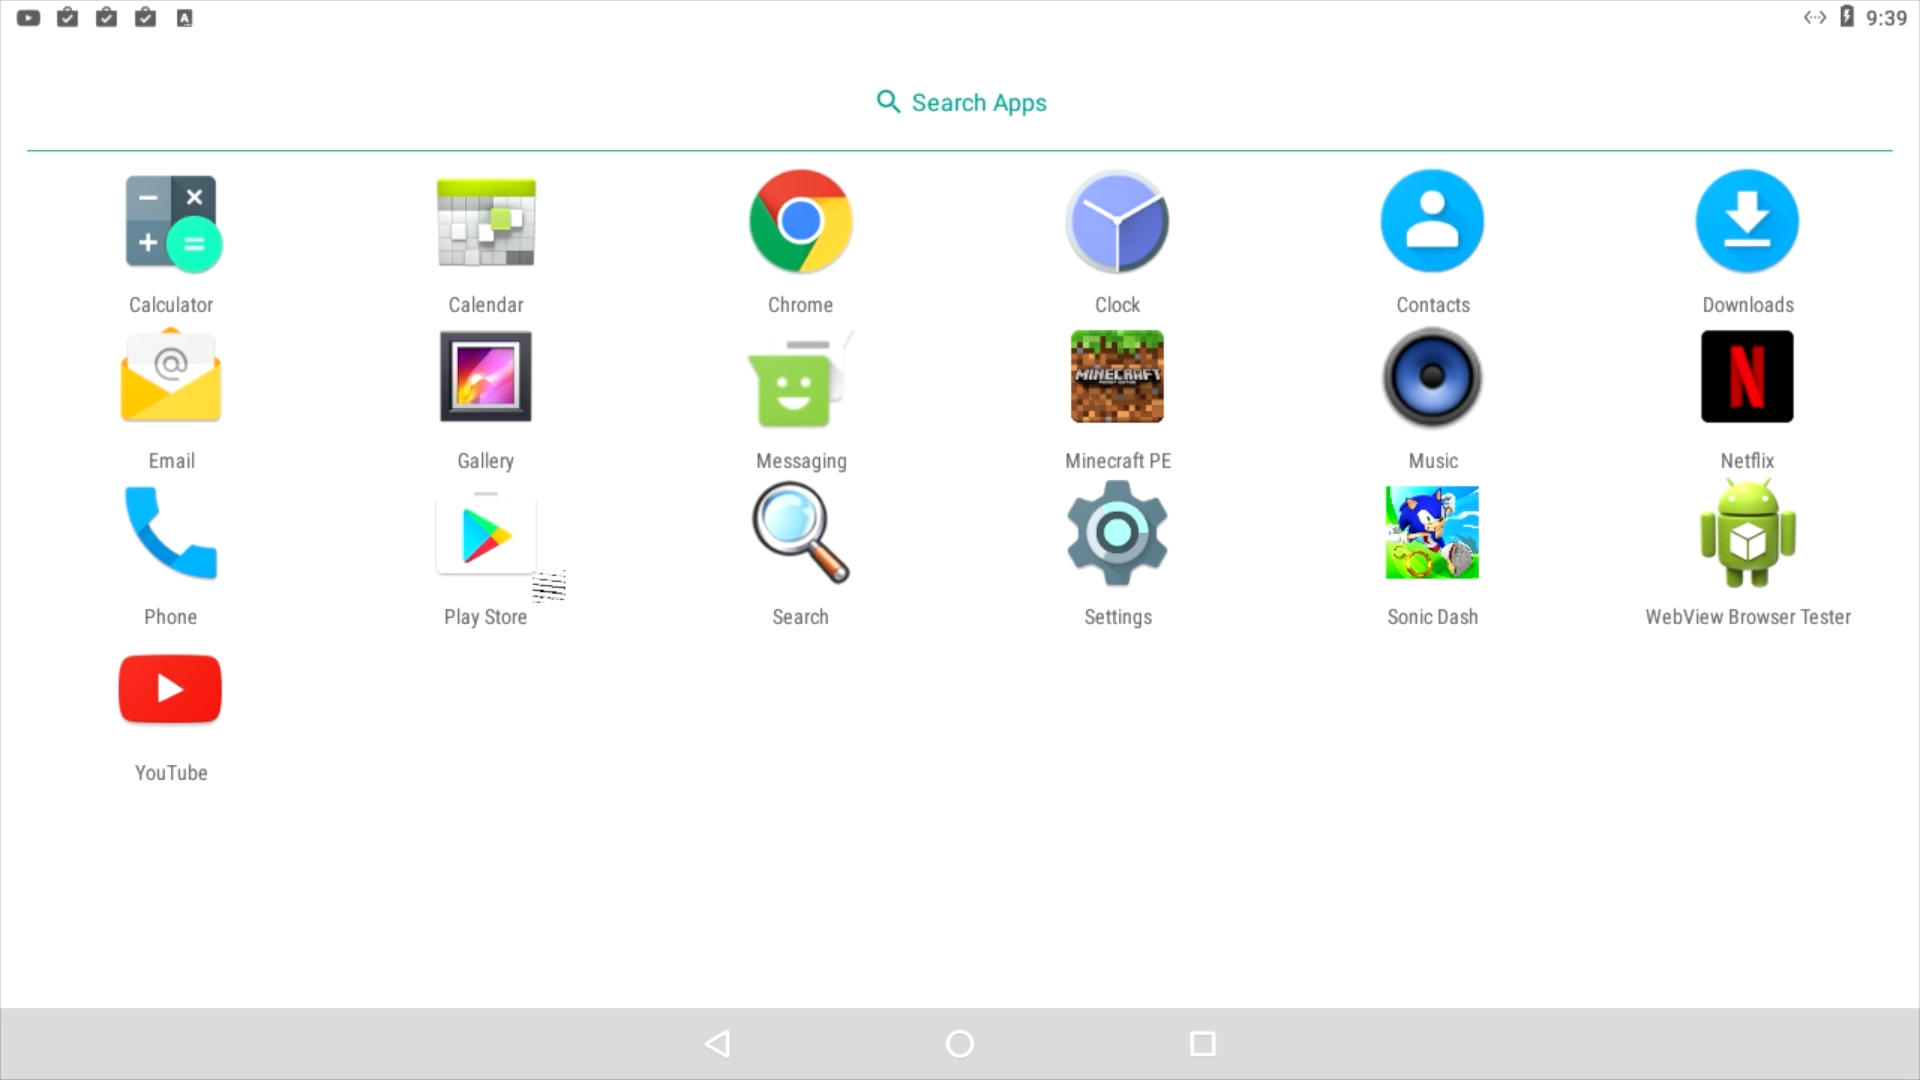 9:39
Search Apps
Calculator
Calendar
Chrome
Clock
Contacts
Downloads
MINECRAFT
Email
Gallery
Messaging
Minecraft PE
Music
Netflix
Phone
Play Store
Search
Settings
Sonic Dash
WebView Browser Tester
YouTube